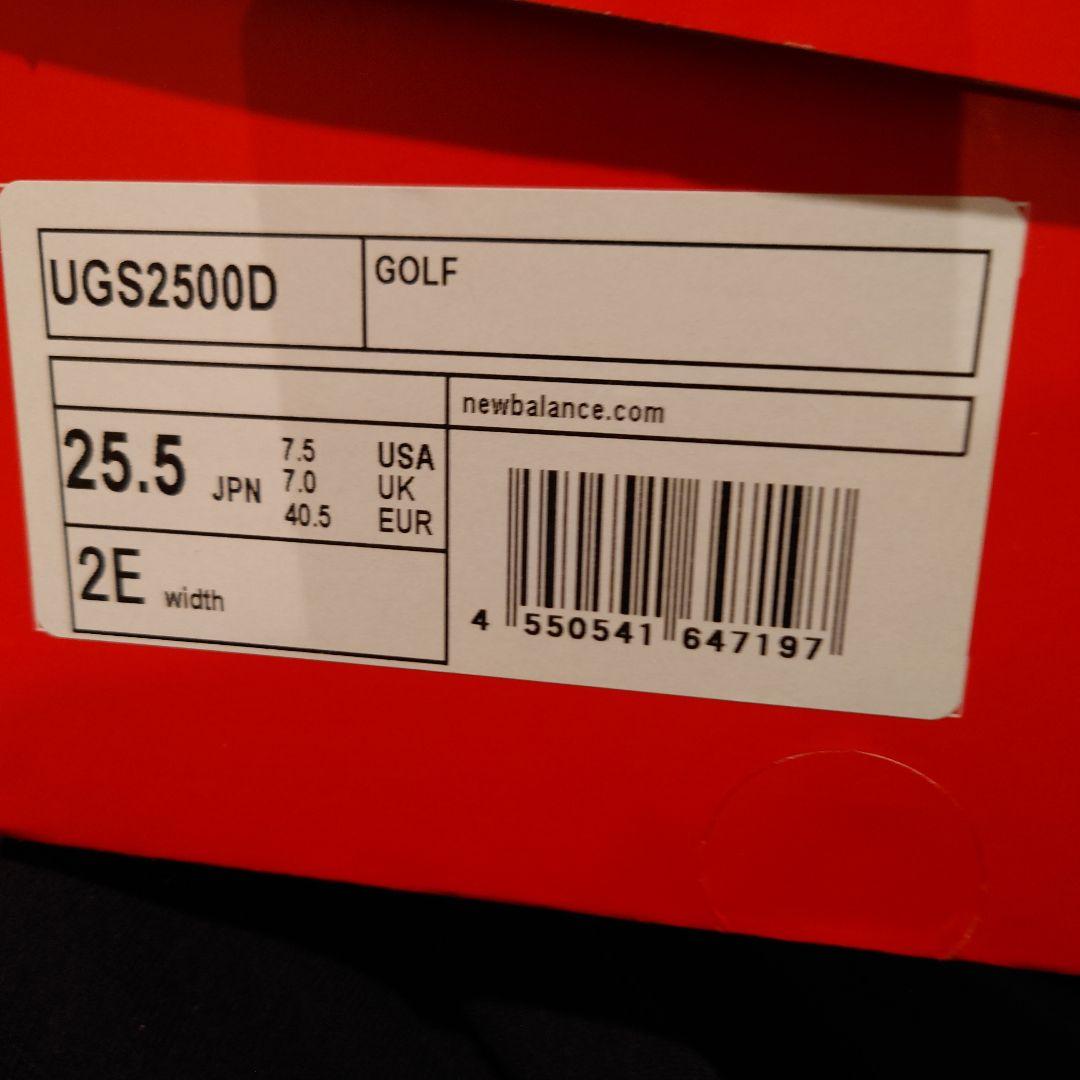 UGS2500D
GOLF
newbalance.com
25.5 JPN
7.5 USA
7.0 UK
40.5 EUR
2E width
4 550541 647197